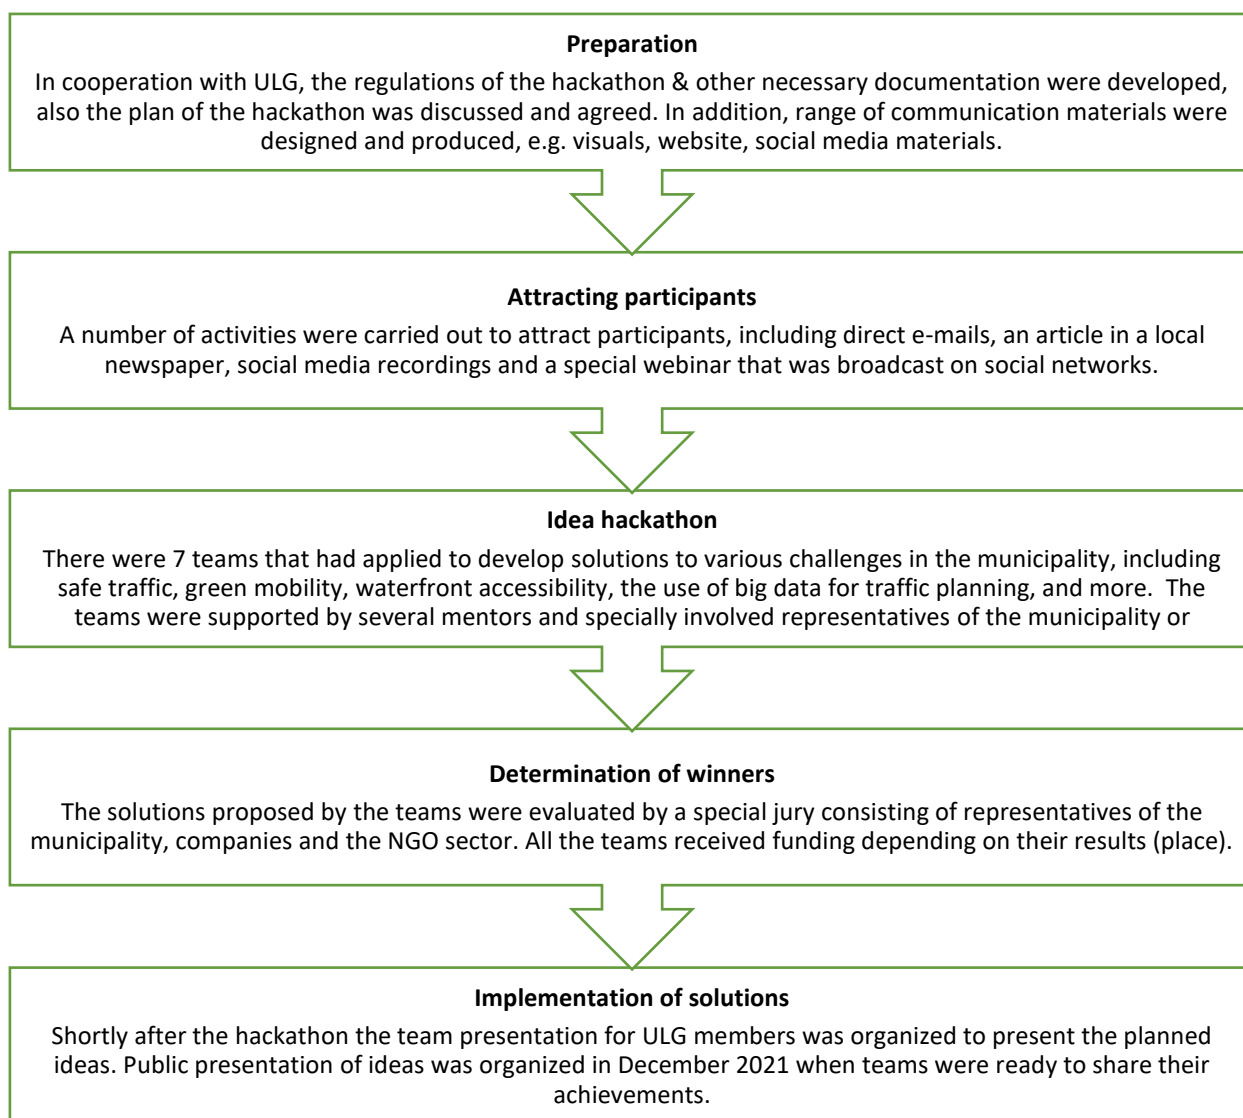 Preparation
In cooperation with ULG, the regulations of the hackathon & other necessary documentation were developed,
also the plan of the hackathon was discussed and agreed. In addition, range of communication materials were
designed and produced, e.g. visuals, website, social media materials.
Attracting participants
A number of activities were carried out to attract participants, including direct e-mails, an article in a local
newspaper, social media recordings and a special webinar that was broadcast on social networks.
Idea hackathon
There were 7 teams that had applied to develop solutions to various challenges in the municipality, including
safe traffic, green mobility, waterfront accessibility, the use of big data for traffic planning, and more.  The
teams were supported by several mentors and specially involved representatives of the municipality or
Determination of winners
The solutions proposed by the teams were evaluated by a special jury consisting of representatives of the
municipality, companies and the NGO sector. All the teams received funding depending on their results (place).
Implementation of solutions
Shortly after the hackathon the team presentation for ULG members was organized to present the planned
ideas. Public presentation of ideas was organized in December 2021 when teams were ready to share their
achievements.